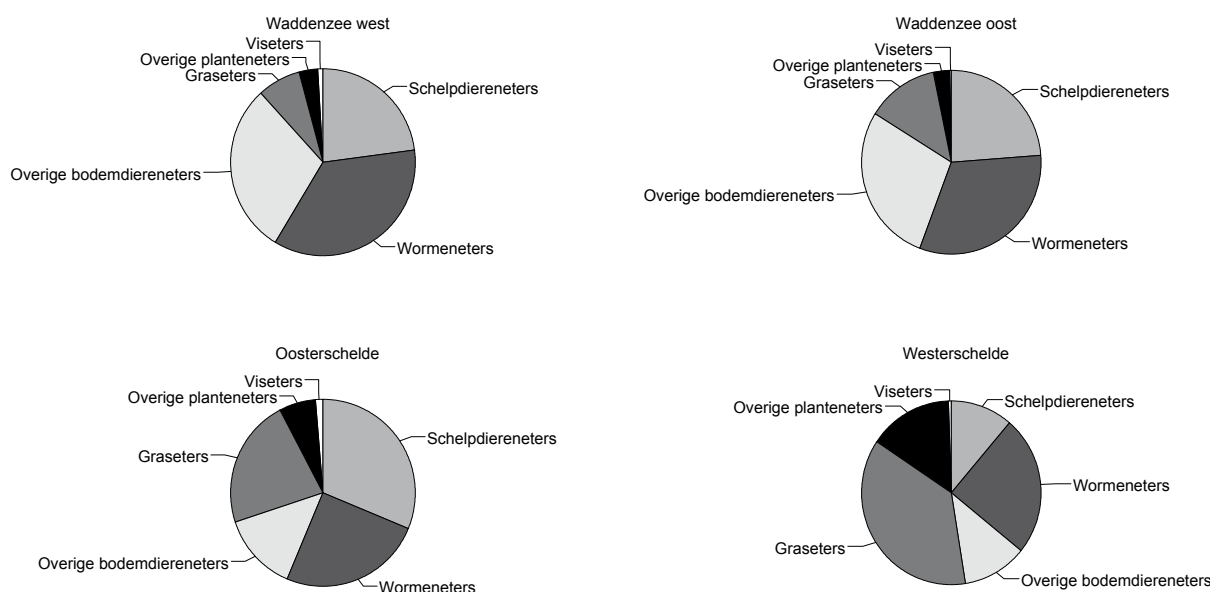 Waddenzee west
Viseters
Overige planteneters
Graseters
Schelpdiereneters
Overige bodemdiereneters
Wormeneters
Waddenzee oost
Viseters
Overige planteneters
Graseters
Schelpdiereneters
Overige bodemdiereneters
Wormeneters
Oosterschelde
Viseters
Overige planteneters
Schelpdiereneters
Graseters
Overige bodemdiereneters
Wormeneters
Westerschelde
Viseters
Overige planteneters
Schelpdiereneters
Wormeneters
Graseters
Overige bodemdiereneters